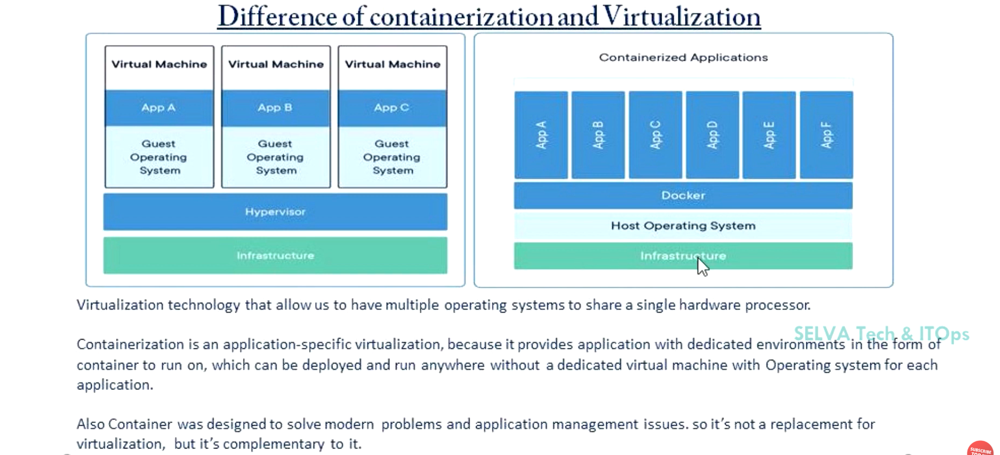 Difference of containerization and Virtualization
Virtual Machine
Virtual Machine
Virtual Machine
App A
App B
App C
Guest
Operating
System
Guest
Operating
System
Guest
Operating
System
Hypervisor
Infrastructure
Containerized Applications
App A
App B
App C
App D
App E
App F
Docker
Host Operating System
Infrastructure
Virtualization technology that allow us to have multiple operating systems to share a single hardware processor.
SELVA Tech & ITOps
Containerization is an application-specific virtualization, because it provides application with dedicated environments in the form of
container to run on, which can be deployed and run anywhere without a dedicated virtual machine with Operating system for each
application.
Also Container was designed to solve modern problems and application management issues. so it's not a replacement for
virtualization, but it's complementary to it.
SUBSCRIBE